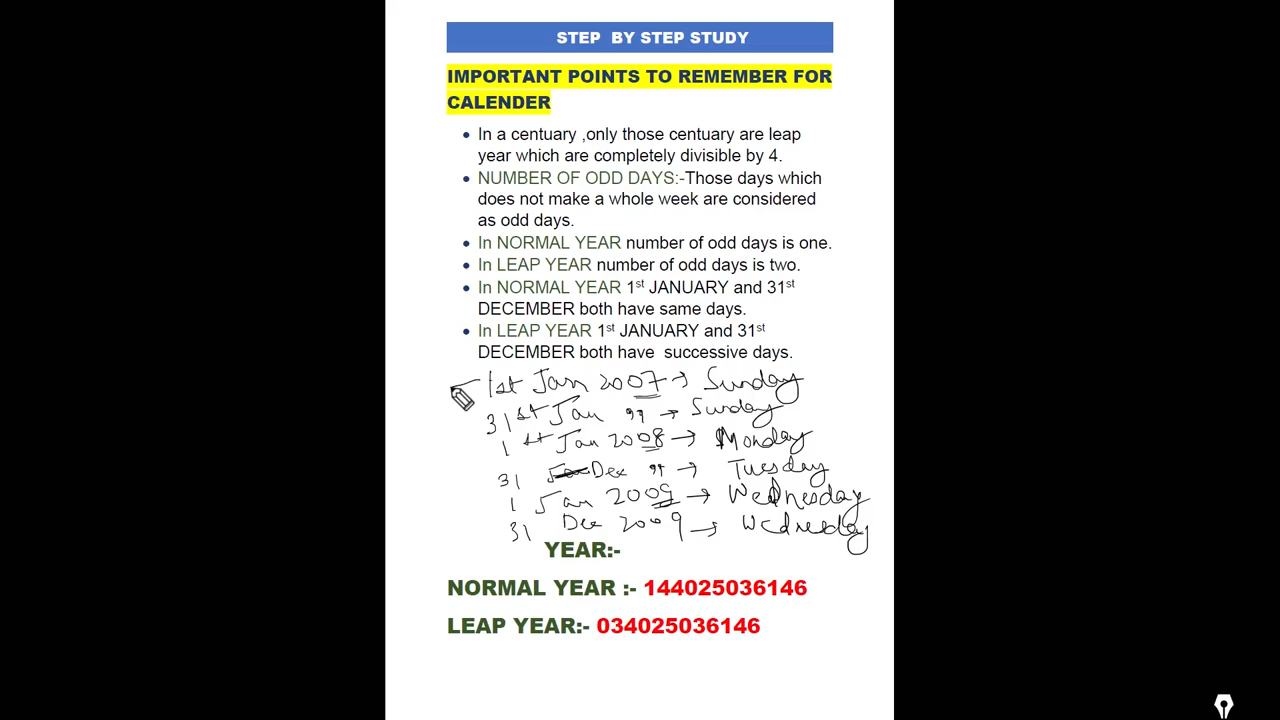 STEP BY STEP STUDY
IMPORTANT POINTS TO REMEMBER FOR
CALENDER
• In a centuary ,only those centuary are leap
year which are completely divisible by 4.
• NUMBER OF ODD DAYS:-Those days which
does not make a whole week are considered
as odd days.
• In NORMAL YEAR number of odd days is one.
• In LEAP YEAR number of odd days is two.
• In NORMAL YEAR 1st JANUARY and 31st
DECEMBER both have same days.
• In LEAP YEAR 1st JANUARY and 31st
DECEMBER both have successive days.
1st Jan 2007 → Sunday
31st Jan " → Sunday
1st Jan 2008 → Monday
31 Dec " → Tuesday
1 Jan 2009 → Wednesday
31 Dec 2009 → Wednesday
YEAR:-
NORMAL YEAR :- 144025036146
LEAP YEAR:- 034025036146